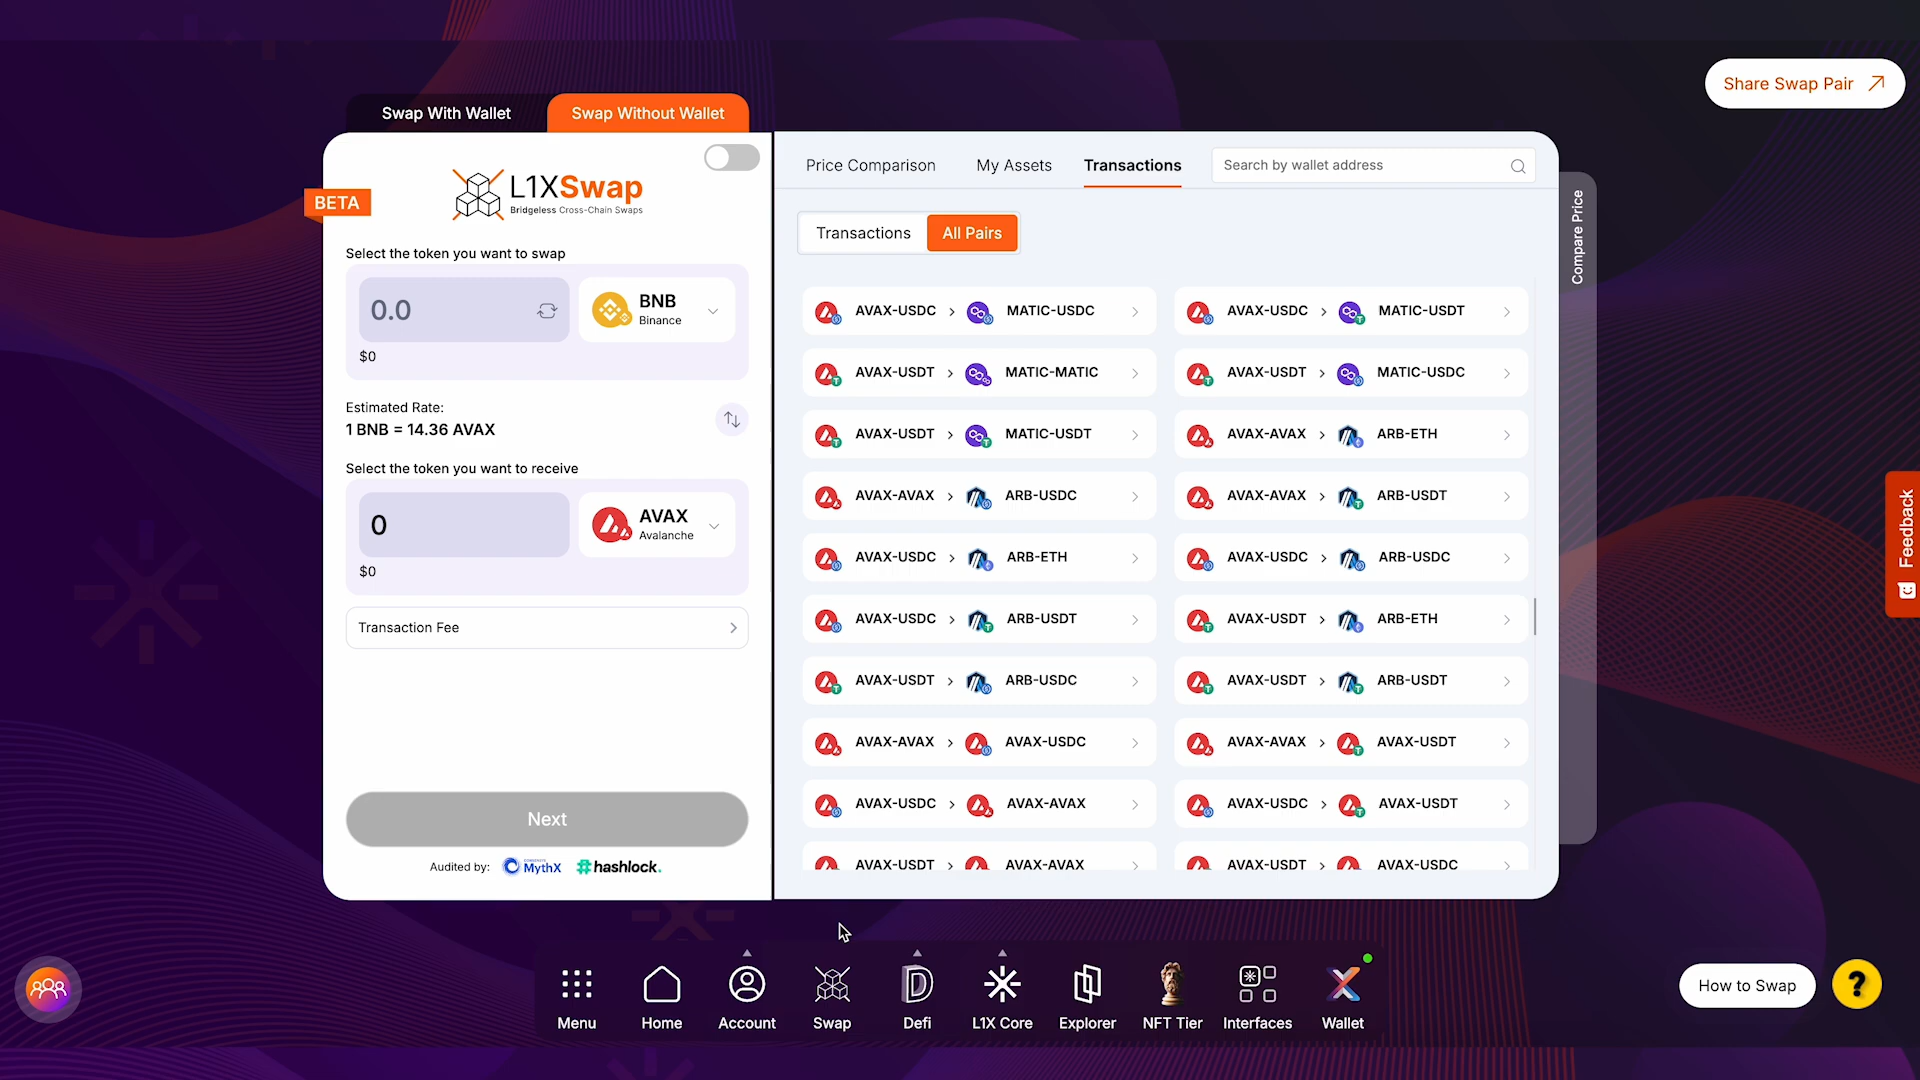 Share Swap Pair
Swap With Wallet
Swap Without Wallet
BETA
L1XSwap
Bridgeless Cross-Chain Swaps
Select the token you want to swap
0.0
BNB
Binance
$0
Estimated Rate:
1 BNB = 14.36 AVAX
Select the token you want to receive
0
AVAX
Avalanche
$0
Transaction Fee
Next
Audited by:
MythX
hashlock.
Price Comparison
My Assets
Transactions
Search by wallet address
Transactions
All Pairs
AVAX-USDC > MATIC-USDC
AVAX-USDC > MATIC-USDT
AVAX-USDT > MATIC-MATIC
AVAX-USDT > MATIC-USDC
AVAX-USDT > MATIC-USDT
AVAX-AVAX > ARB-ETH
AVAX-AVAX > ARB-USDC
AVAX-AVAX > ARB-USDT
AVAX-USDC > ARB-ETH
AVAX-USDC > ARB-USDC
AVAX-USDC > ARB-USDT
AVAX-USDT > ARB-ETH
AVAX-USDT > ARB-USDC
AVAX-USDT > ARB-USDT
AVAX-AVAX > AVAX-USDC
AVAX-AVAX > AVAX-USDT
AVAX-USDC > AVAX-AVAX
AVAX-USDC > AVAX-USDT
AVAX-USDT > AVAX-AVAX
AVAX-USDT > AVAX-USDC
Compare Price
Feedback
Menu
Home
Account
Swap
Defi
L1X Core
Explorer
NFT Tier
Interfaces
Wallet
How to Swap
?